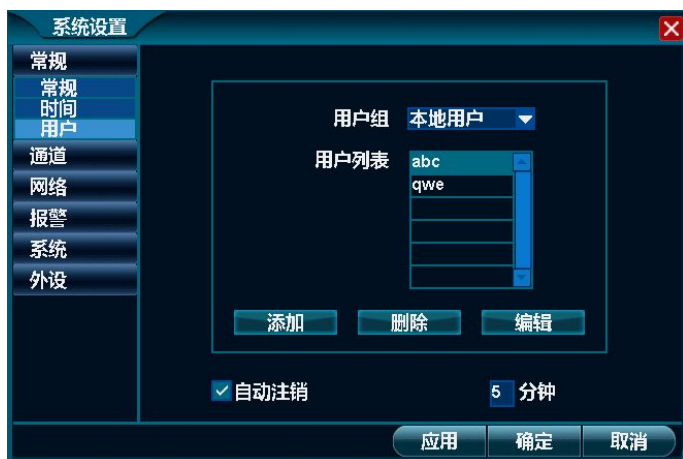 系统设置
常规
常规
时间
用户
通道
网络
报警
系统
外设
用户组 本地用户
用户列表 abc
qwe
添加 删除 编辑
自动注销 5 分钟
应用 确定 取消